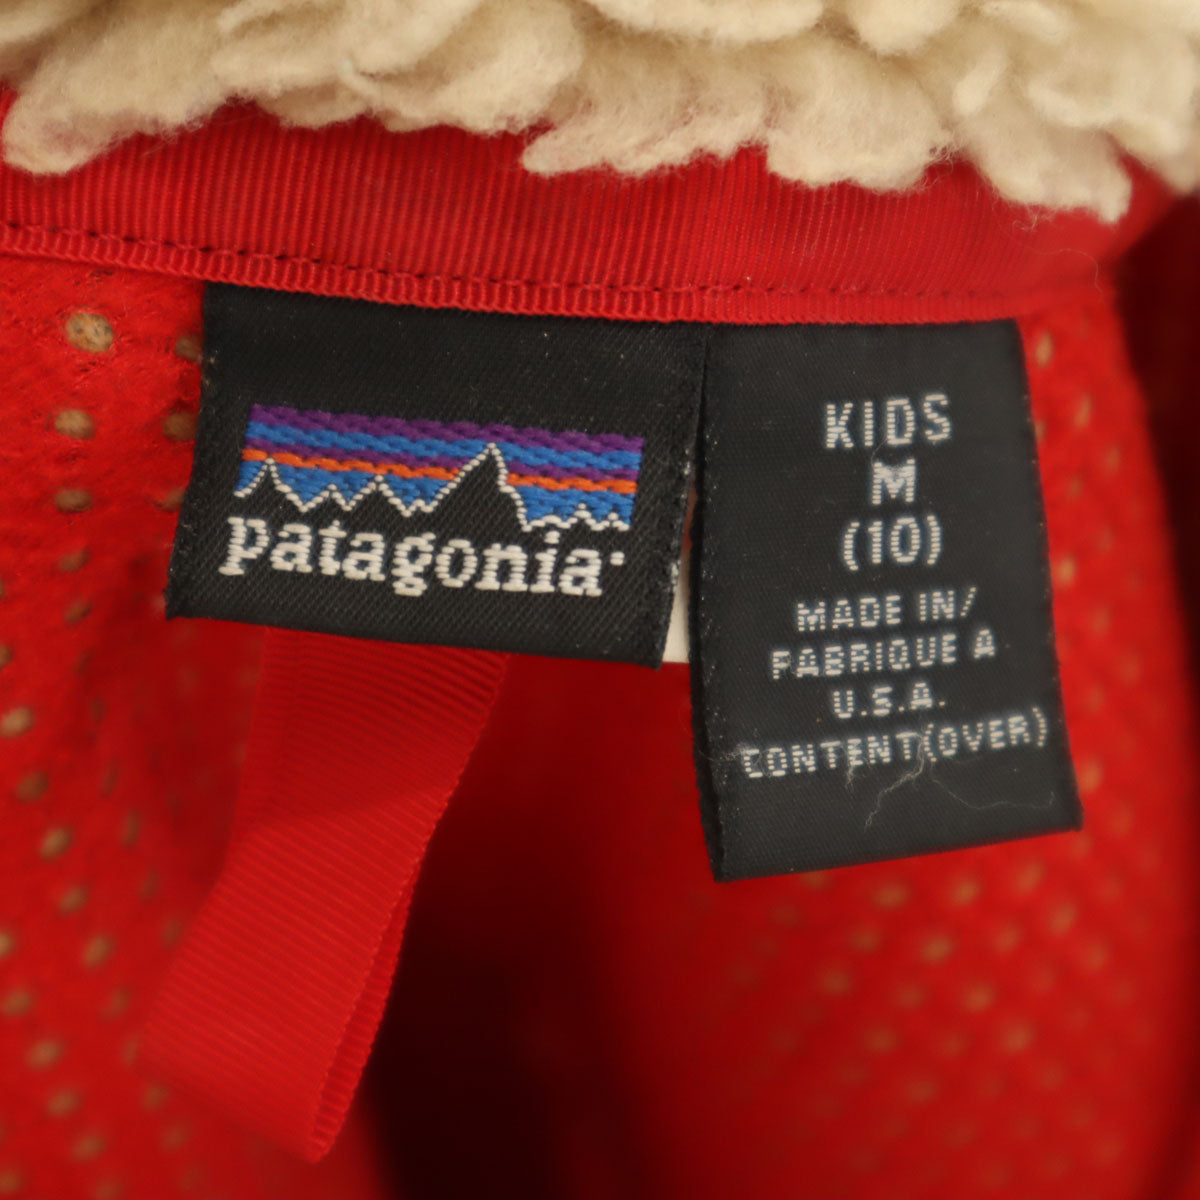 patagonia
KIDS
M
(10)
MADE IN/
FABRIQUE A
U.S.A.
CONTENT(OVER)